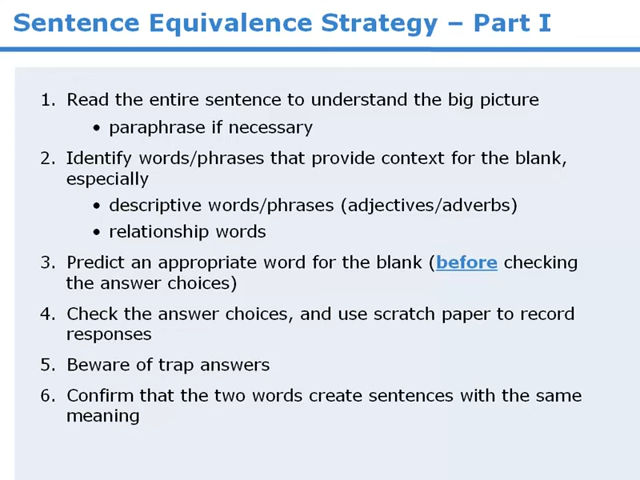 Sentence Equivalence Strategy – Part I
1. Read the entire sentence to understand the big picture
• paraphrase if necessary
2. Identify words/phrases that provide context for the blank,
especially
• descriptive words/phrases (adjectives/adverbs)
• relationship words
3. Predict an appropriate word for the blank (before checking
the answer choices)
4. Check the answer choices, and use scratch paper to record
responses
5. Beware of trap answers
6. Confirm that the two words create sentences with the same
meaning